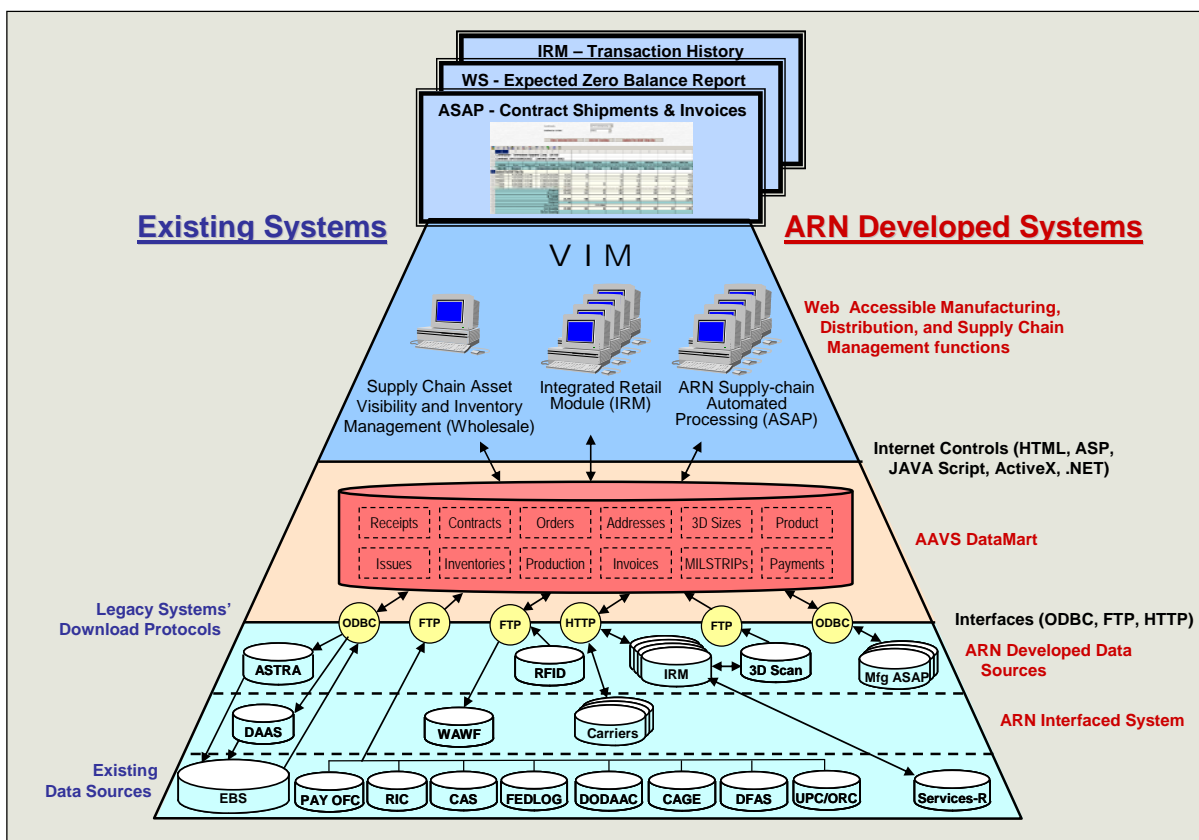 IRM – Transaction History
WS - Expected Zero Balance Report
ASAP - Contract Shipments & Invoices
Existing Systems
ARN Developed Systems
V I M
Web Accessible Manufacturing,
Distribution, and Supply Chain
Management functions
Supply Chain Asset
Visibility and Inventory
Management (Wholesale)
Integrated Retail
Module (IRM)
ARN Supply-chain
Automated
Processing (ASAP)
Internet Controls (HTML, ASP,
JAVA Script, ActiveX, .NET)
Receipts
Contracts
Orders
Addresses
3D Sizes
Product
AAVS DataMart
Issues
Inventories
Production
Invoices
MILSTRIPs
Payments
Legacy Systems'
Download Protocols
ODBC
FTP
FTP
HTTP
FTP
ODBC
Interfaces (ODBC, FTP, HTTP)
ASTRA
RFID
IRM
3D Scan
Mfg ASAP
ARN Developed Data
Sources
DAAS
WAWF
Carriers
ARN Interfaced System
Existing
Data Sources
EBS
PAY OFC
RIC
CAS
FEDLOG
DODAAC
CAGE
DFAS
UPC/ORC
Services-R